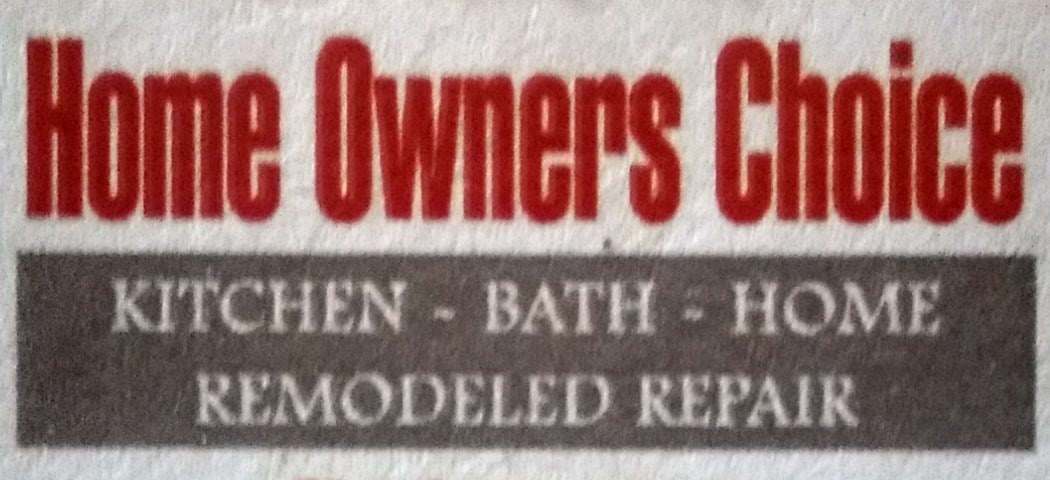 Home Owners Choice
KITCHEN - BATH - HOME
REMODELED REPAIR